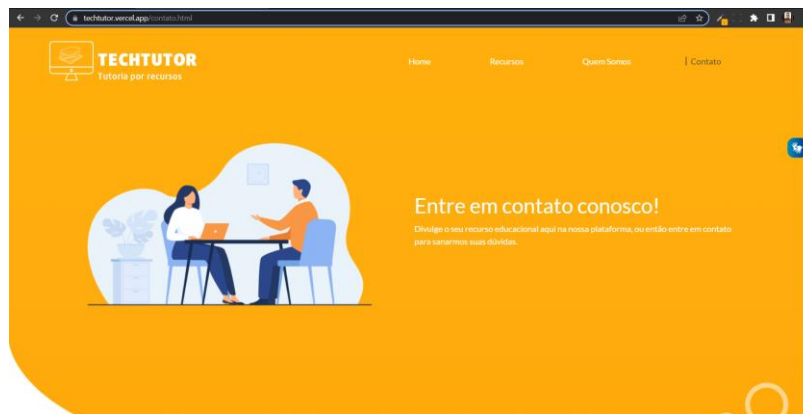 techtutor.vercel.app/contato.html
TECHTUTOR
Tutoria por recursos
Home
Recursos
Quem Somos
| Contato
Entre em contato conosco!
Divulge o seu recurso educacional aqui na nossa plataforma, ou então entre em contato
para sanarmos suas dúvidas.